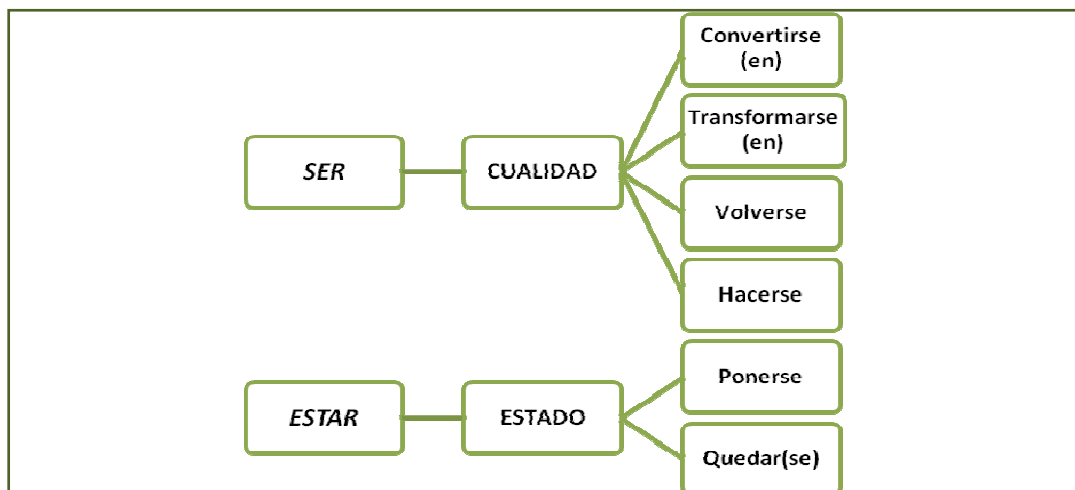 Convertirse
(en)
Transformarse
(en)
SER
CUALIDAD
Volverse
Hacerse
Ponerse
ESTAR
ESTADO
Quedar(se)